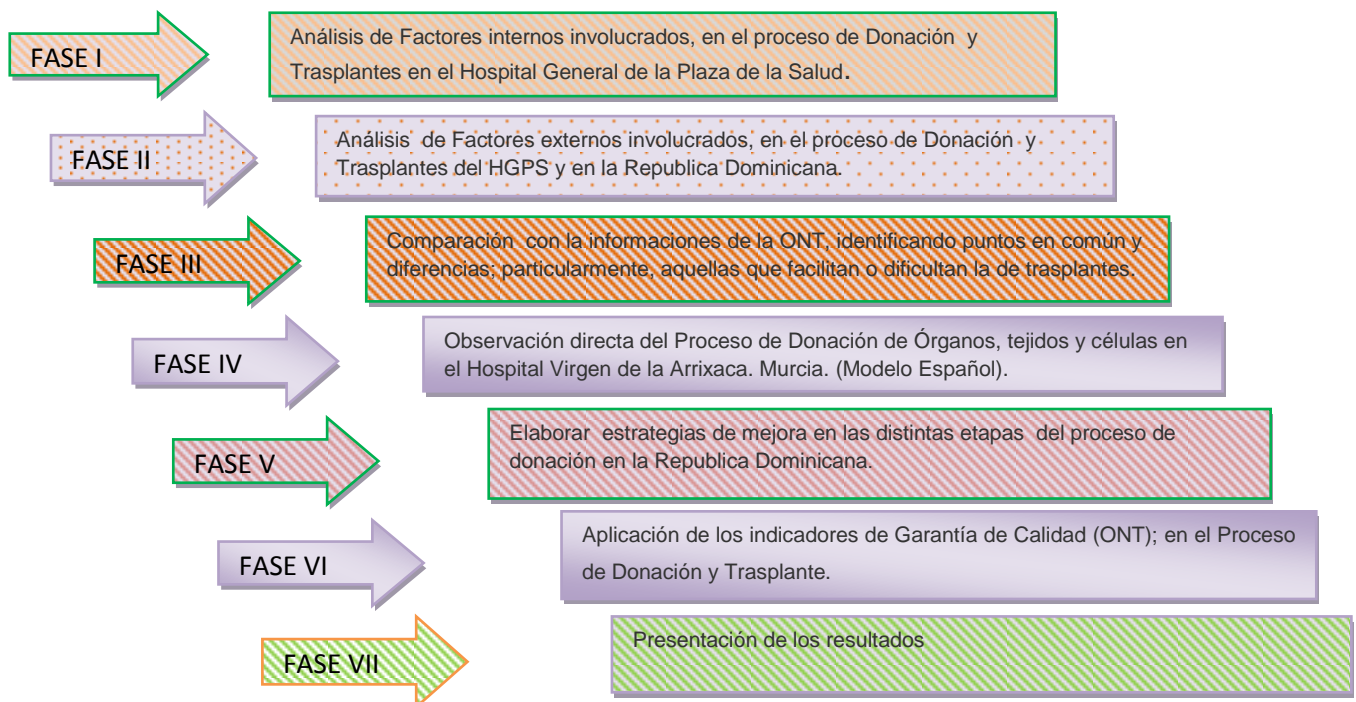 FASE I
Análisis de Factores internos involucrados, en el proceso de Donación y
Trasplantes en el Hospital General de la Plaza de la Salud.
FASE II
Análisis de Factores externos involucrados, en el proceso de Donación y
Trasplantes del HGPS y en la Republica Dominicana.
FASE III
Comparación con la informaciones de la ONT, identificando puntos en común y
diferencias; particularmente, aquellas que facilitan o dificultan la de trasplantes.
FASE IV
Observación directa del Proceso de Donación de Órganos, tejidos y células en
el Hospital Virgen de la Arrixaca. Murcia. (Modelo Español).
FASE V
Elaborar estrategias de mejora en las distintas etapas del proceso de
donación en la Republica Dominicana.
FASE VI
Aplicación de los indicadores de Garantía de Calidad (ONT); en el Proceso
de Donación y Trasplante.
FASE VII
Presentación de los resultados